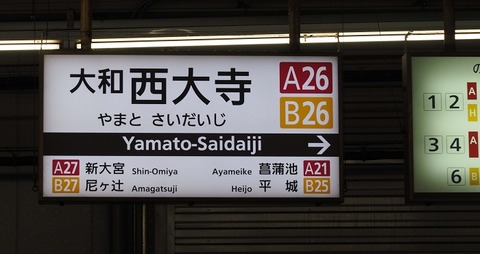 大和西大寺 A26
やまと さいだいじ B26
Yamato-Saidaiji →
A27 新大宮 Shin-Omiya Ayameike 菖蒲池 A21
B27 尼ヶ辻 Amagatsuji Heijo 平城 B25
の
1 2 A
H
3 4 A
6 B